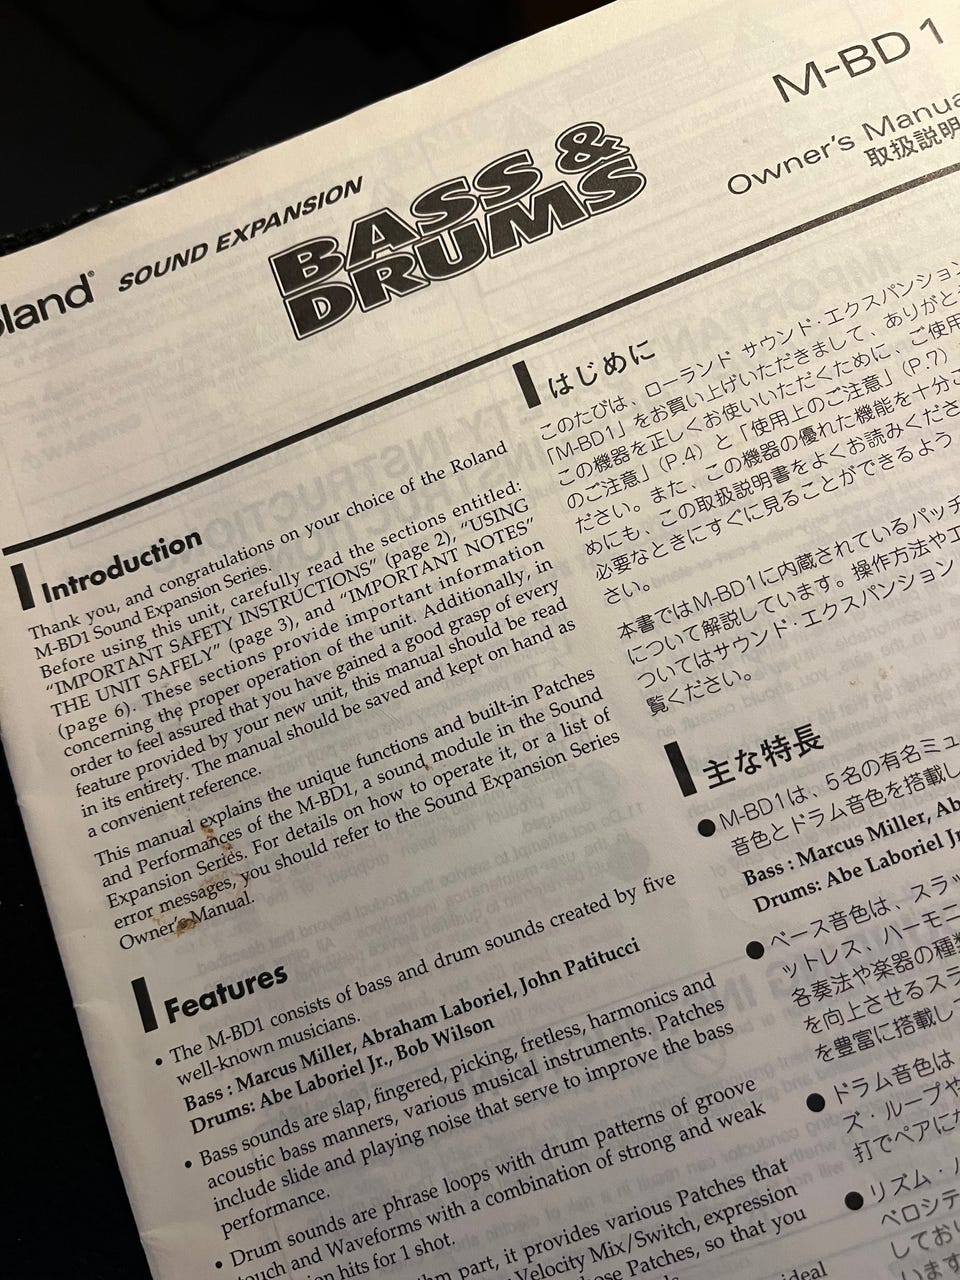 SOUND EXPANSION
BASS &
DRUMS
M-BD 1
Owner's
取扱説明
Introduction
Thank you, and congratulations on your choice of the Roland
M-BD1 Sound Expansion Series.
Before using this unit, carefully read the sections entitled:
“IMPORTANT SAFETY INSTRUCTIONS” (page 2), “USING
THE UNIT SAFELY” (page 3), and “IMPORTANT NOTES”
(page 6). These sections provide important information
concerning the proper operation of the unit. Additionally, in
order to feel assured that you have gained a good grasp of every
feature provided by your new unit, this manual should be read
in its entirety. The manual should be saved and kept on hand as
a convenient reference.
This manual explains the unique functions and built-in Patches
and Performances of the M-BD1, a sound module in the Sound
Expansion Series. For details on how to operate it, or a list of
error messages, you should refer to the Sound Expansion Series
Owner's Manual.
Features
• The M-BD1 consists of bass and drum sounds created by five
well-known musicians.
Bass : Marcus Miller, Abraham Laboriel, John Patitucci
Drums: Abe Laboriel Jr., Bob Wilson
• Bass sounds are slap, fingered, picking, fretless, harmonics and
acoustic bass manners, various musical instruments. Patches
include slide and playing noise that serve to improve the bass
performance.
• Drum sounds are phrase loops with drum patterns of groove
touch and Waveforms with a combination of strong and weak
hits for 1 shot.
part, it provides various Patches that
Velocity Mix/Switch, expression
Patches, so that you
ideal
はじめに
このたびは、ローランド サウンド・エクスパンション
「M-BD1」をお買い上げいただきまして、ありがと
この機器を正しくお使いいただくために、ご使用
のご注意」(P.4) と「使用上のご注意」(P.7)
ださい。また、この機器の優れた機能を十分ご
めにも、この取扱説明書をよくお読みくださ
必要なときにすぐに見ることができるよう
さい。
本書ではM-BD1に内蔵されているパッチ
について解説しています。操作方法やエ
ついてはサウンド・エクスパンション
覧ください。
主な特長
● M-BD1は、5名の有名ミュ
音色とドラム音色を搭載し
Bass : Marcus Miller,
Drums: Abe Laboriel
● ベース音色は、スラッ
ットレス、ハーモニ
各奏法や楽器の種類
を向上させるスラ
を豊富に搭載し
● ドラム音色は
ズ・ループや
打でペアにな
● リズム・
ベロシテ
してお
います